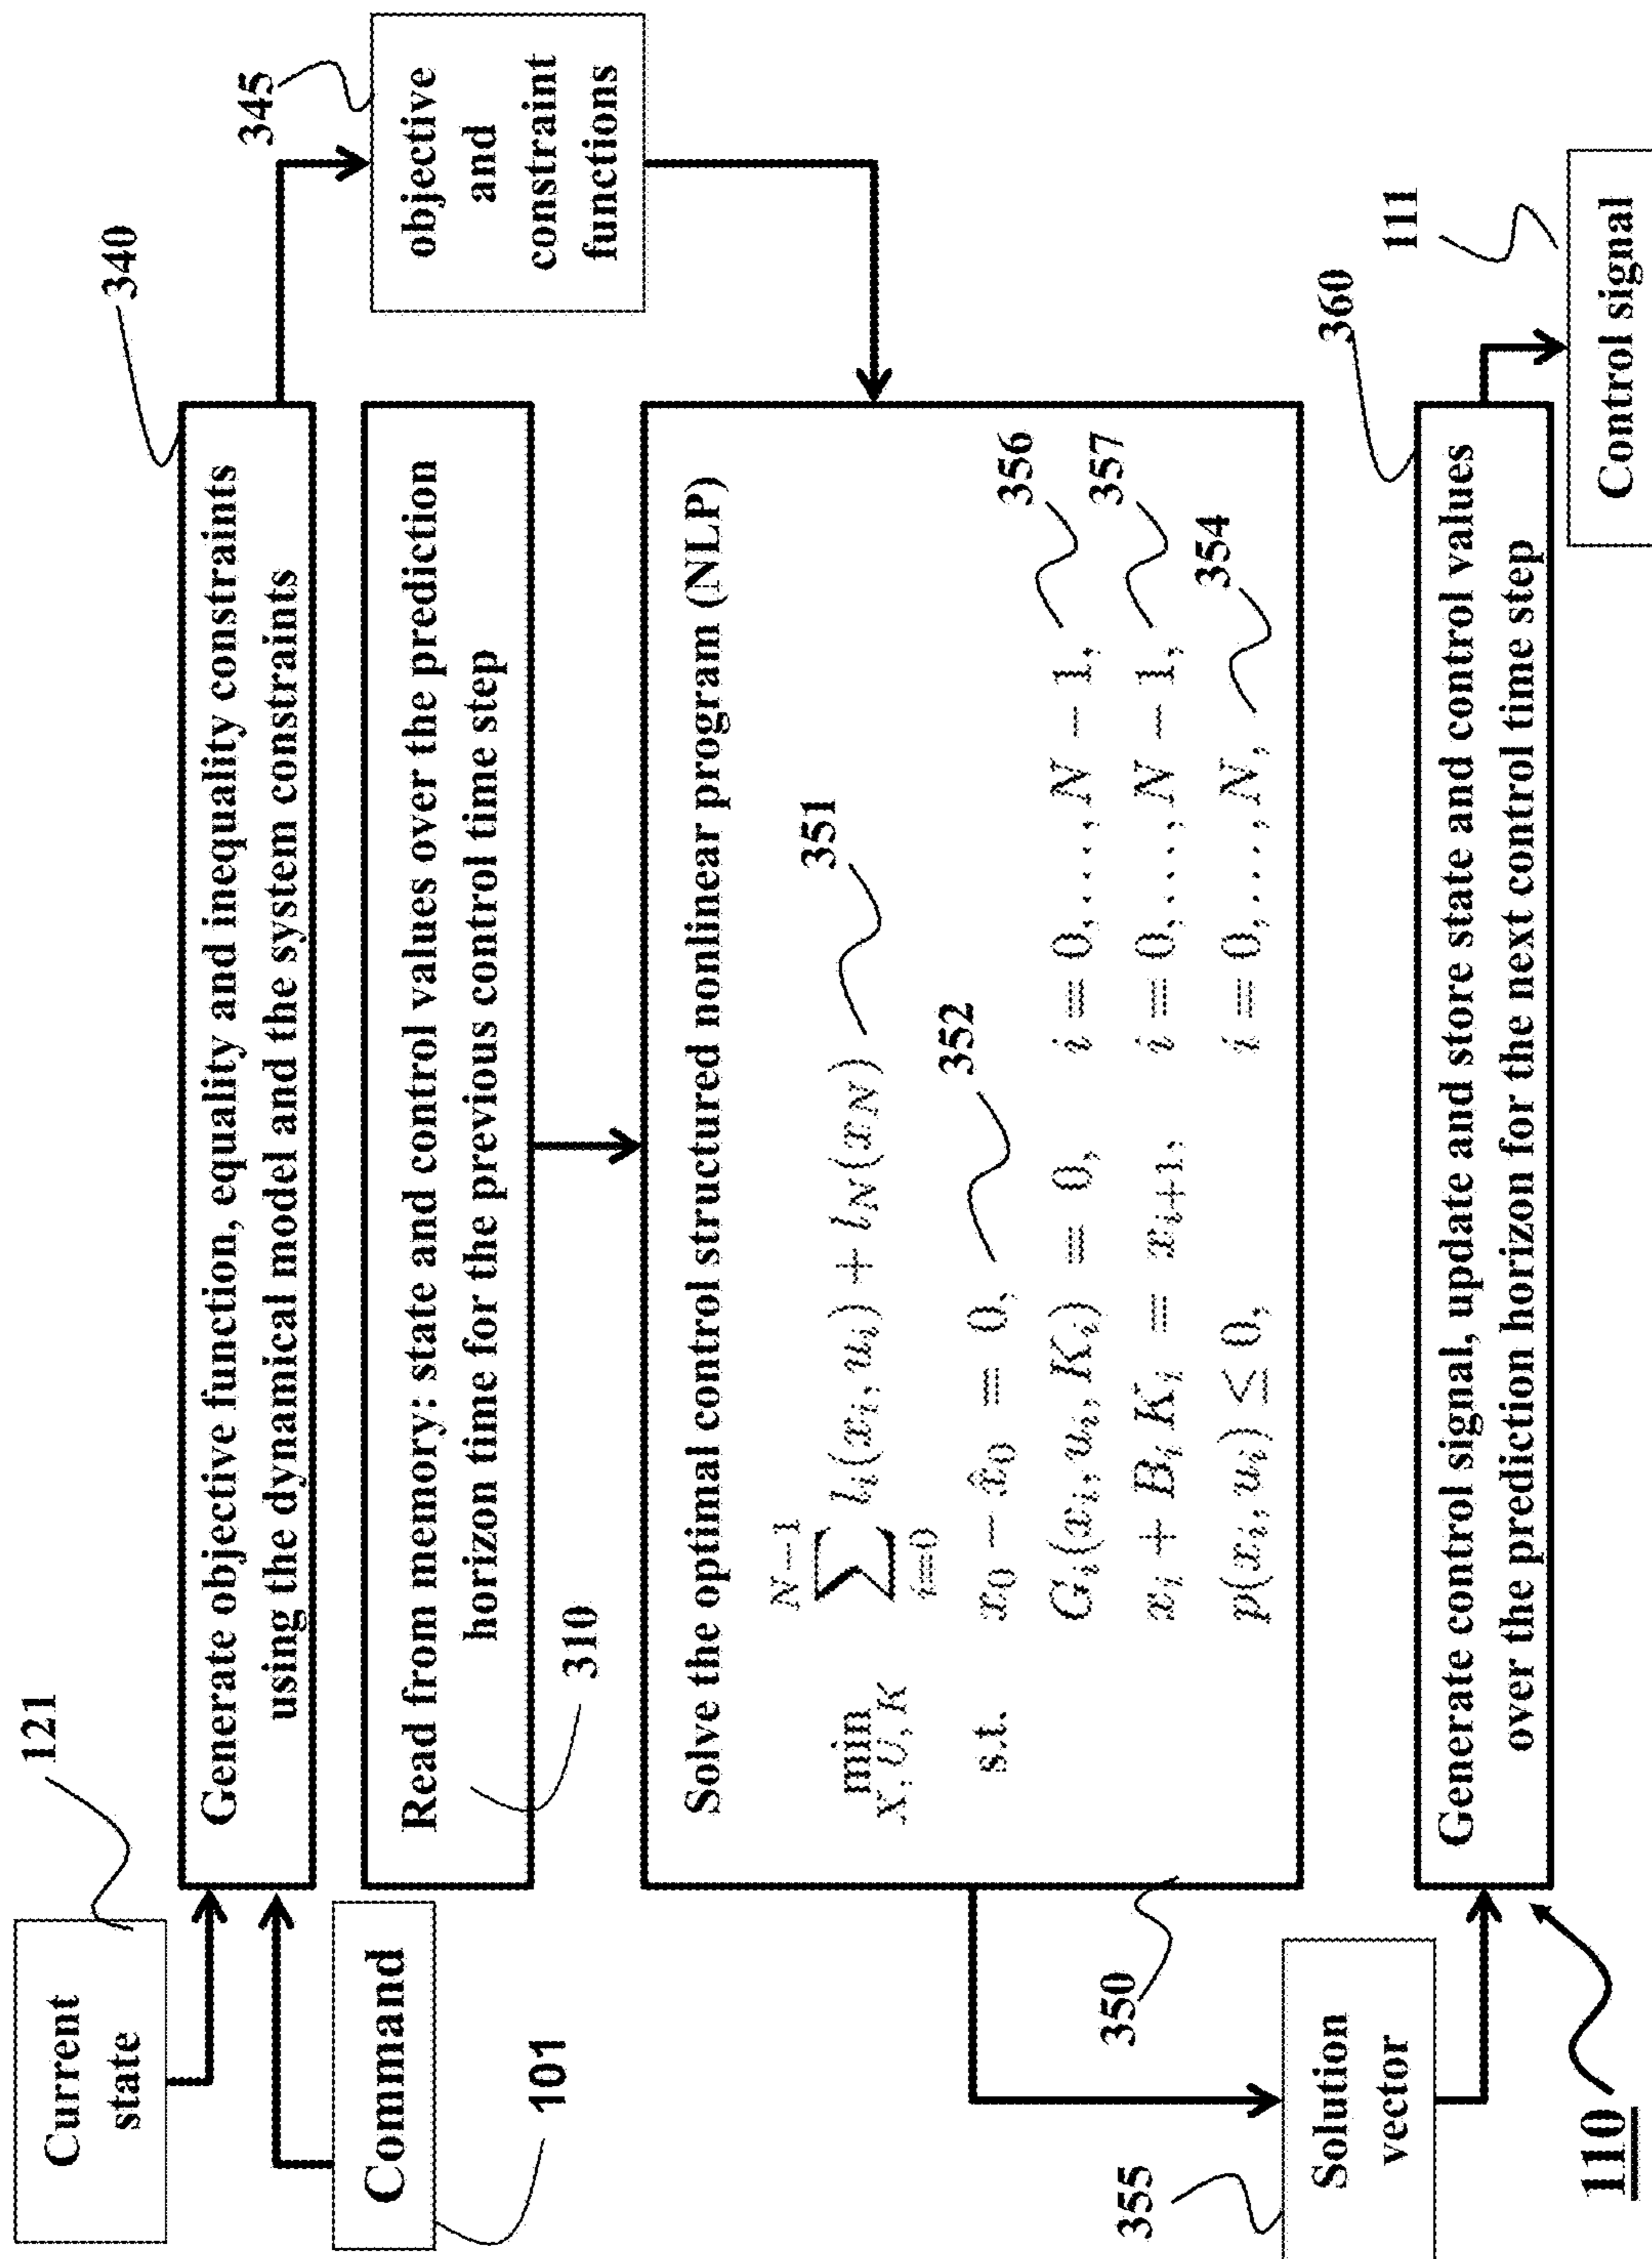 Current
state
121
Command
101
340
Generate objective function, equality and inequality constraints
using the dynamical model and the system constraints
345
objective
and
constraint
functions
Read from memory: state and control values over the prediction
horizon time for the previous control time step
310
Solve the optimal control structured nonlinear program (NLP)
min X,U,K ∑ i=0 N−1 l_i(x_i, u_i) + l_N(x_N)
351
s.t. x_0 − x̂_0 = 0,
352
G_i(x_i, u_i, K_i) = 0, i = 0, . . . , N − 1,
356
x_i + B_i K_i = x_{i+1}, i = 0, . . . , N − 1,
357
p(x_i, u_i) ≤ 0, i = 0, . . . , N,
354
350
355
Solution
vector
360
Generate control signal, update and store state and control values
over the prediction horizon for the next control time step
111
Control signal
110